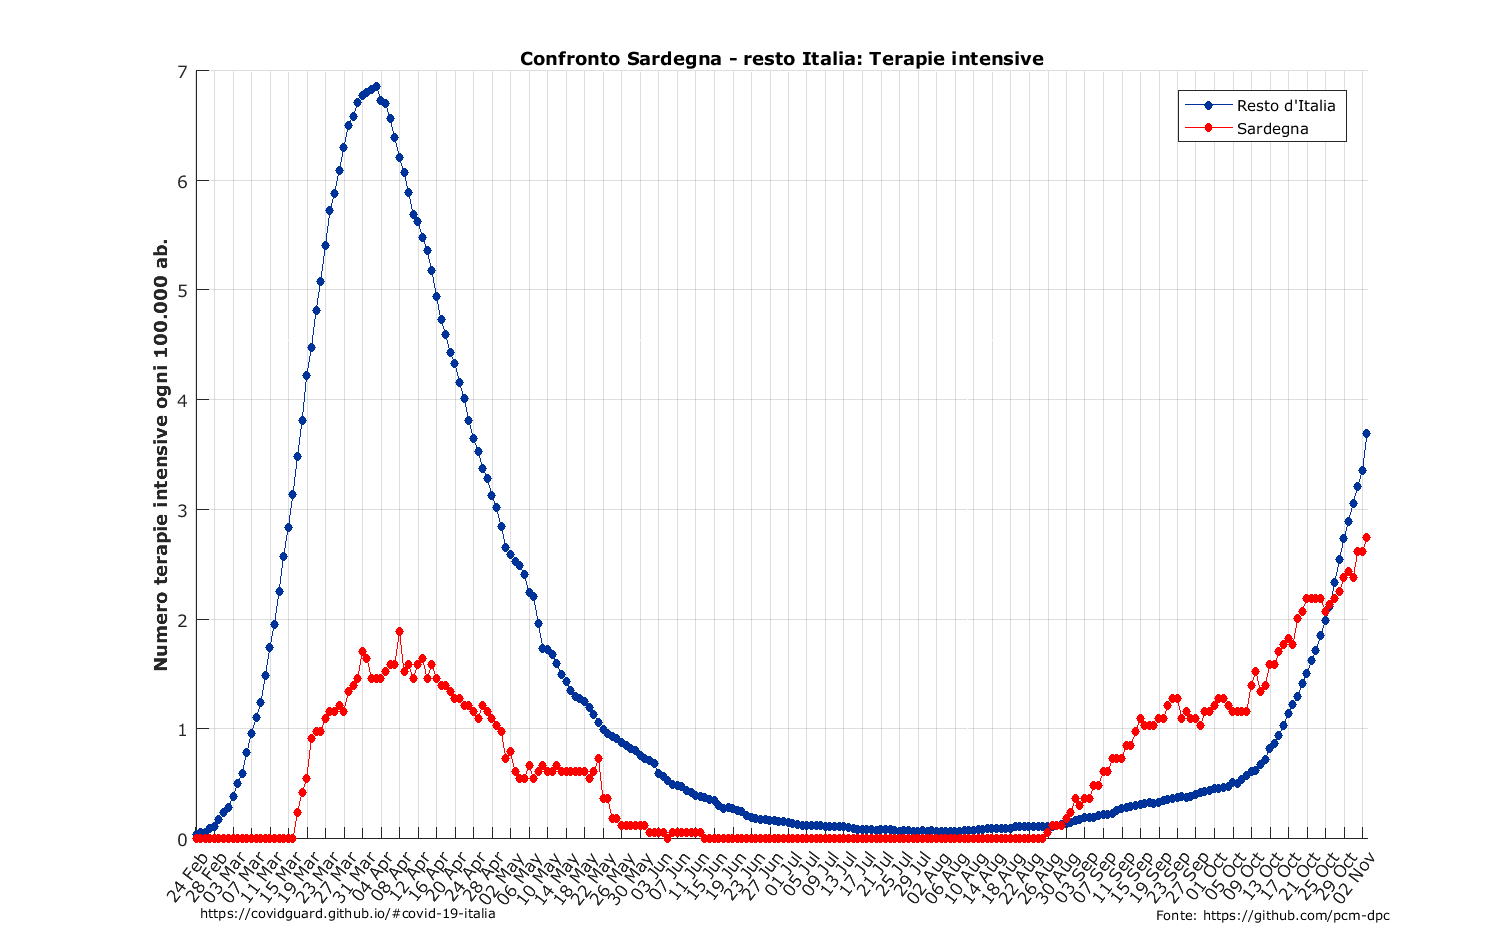 Confronto Sardegna - resto Italia: Terapie intensive
Resto d'Italia
Sardegna
Numero terapie intensive ogni 100.000 ab.
7
6
5
4
3
2
1
0
24 Feb
28 Feb
03 Mar
07 Mar
11 Mar
15 Mar
19 Mar
23 Mar
27 Mar
31 Mar
04 Apr
08 Apr
12 Apr
16 Apr
20 Apr
24 Apr
28 Apr
02 May
06 May
10 May
14 May
18 May
22 May
26 May
30 May
03 Jun
07 Jun
11 Jun
15 Jun
19 Jun
23 Jun
27 Jun
01 Jul
05 Jul
09 Jul
13 Jul
17 Jul
21 Jul
25 Jul
29 Jul
02 Aug
06 Aug
10 Aug
14 Aug
18 Aug
22 Aug
26 Aug
30 Aug
03 Sep
07 Sep
11 Sep
15 Sep
19 Sep
23 Sep
27 Sep
01 Oct
05 Oct
09 Oct
13 Oct
17 Oct
21 Oct
25 Oct
29 Oct
02 Nov
https://covidguard.github.io/#covid-19-italia
Fonte: https://github.com/pcm-dpc